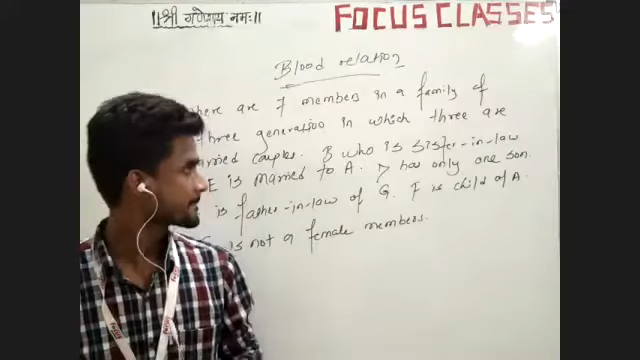 ||श्री गणेशाय नमः||
FOCUS CLASSES
Blood relation
here are 7 members in a family of
three generation in which three are
arried couples. B who is sister-in-law
E is Married to A. D has only one son.
is father-in-law of G. F is child of A.
is not a female members.